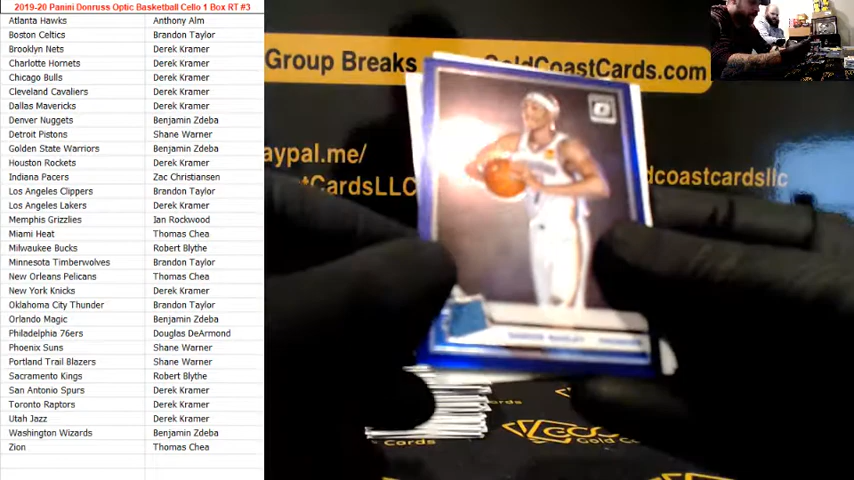 2019-20 Panini Donruss Optic Basketball Cello 1 Box RT #3
Atlanta Hawks Anthony Alm
Boston Celtics Brandon Taylor
Brooklyn Nets Derek Kramer
Charlotte Hornets Derek Kramer
Chicago Bulls Derek Kramer
Cleveland Cavaliers Derek Kramer
Dallas Mavericks Derek Kramer
Denver Nuggets Benjamin Zdeba
Detroit Pistons Shane Warner
Golden State Warriors Benjamin Zdeba
Houston Rockets Derek Kramer
Indiana Pacers Zac Christiansen
Los Angeles Clippers Brandon Taylor
Los Angeles Lakers Derek Kramer
Memphis Grizzlies Ian Rockwood
Miami Heat Thomas Chea
Milwaukee Bucks Robert Blythe
Minnesota Timberwolves Brandon Taylor
New Orleans Pelicans Thomas Chea
New York Knicks Derek Kramer
Oklahoma City Thunder Brandon Taylor
Orlando Magic Benjamin Zdeba
Philadelphia 76ers Douglas DeArmond
Phoenix Suns Shane Warner
Portland Trail Blazers Shane Warner
Sacramento Kings Robert Blythe
San Antonio Spurs Derek Kramer
Toronto Raptors Derek Kramer
Utah Jazz Derek Kramer
Washington Wizards Benjamin Zdeba
Zion Thomas Chea
Group Breaks GoldCoastCards.com
aypal.me/
tCardsLLC
oldcoastcardsllc
Cards
Gold Co